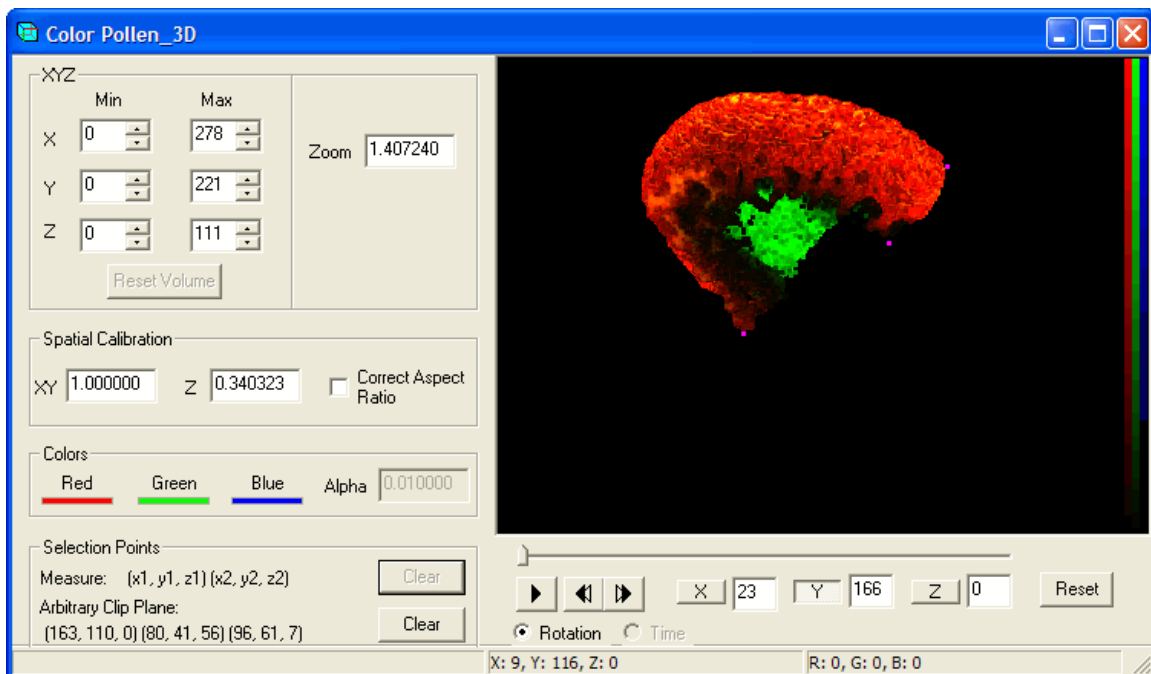 Color Pollen_3D
XYZ
Min Max
X 0 278
Y 0 221
Z 0 111
Reset Volume
Zoom 1.407240
Spatial Calibration
XY 1.000000 Z 0.340323 Correct Aspect
Ratio
Colors
Red Green Blue Alpha 0.010000
Selection Points
Measure: (x1, y1, z1) (x2, y2, z2) Clear
Arbitrary Clip Plane:
(163, 110, 0) (80, 41, 56) (96, 61, 7) Clear
X 23 Y 166 Z 0 Reset
Rotation Time
X: 9, Y: 116, Z: 0 R: 0, G: 0, B: 0